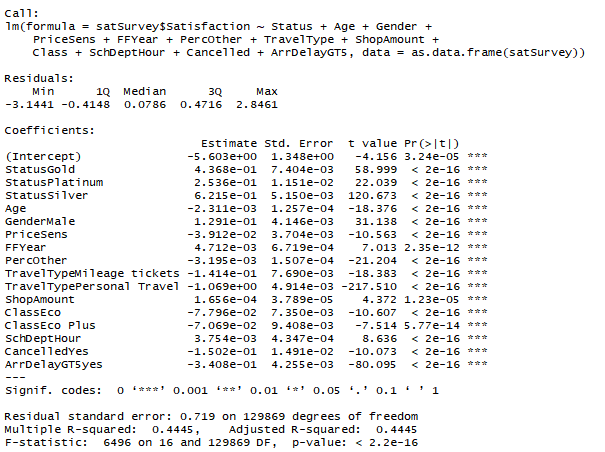 Call:
lm(formula = satSurvey$Satisfaction ~ Status + Age + Gender +
    PriceSens + FFYear + PercOther + TravelType + ShopAmount +
    Class + SchDeptHour + Cancelled + ArrDelayGT5, data = as.data.frame(satSurvey))
Residuals:
    Min      1Q  Median      3Q     Max
-3.1441 -0.4148  0.0786  0.4716  2.8461
Coefficients:
                            Estimate Std. Error  t value Pr(>|t|)
(Intercept)               -5.603e+00  1.348e+00   -4.156 3.24e-05 ***
StatusGold                 4.368e-01  7.404e-03   58.999  < 2e-16 ***
StatusPlatinum             2.536e-01  1.151e-02   22.039  < 2e-16 ***
StatusSilver               6.215e-01  5.150e-03  120.673  < 2e-16 ***
Age                       -2.311e-03  1.257e-04  -18.376  < 2e-16 ***
GenderMale                 1.291e-01  4.146e-03   31.138  < 2e-16 ***
PriceSens                 -3.912e-02  3.704e-03  -10.563  < 2e-16 ***
FFYear                     4.712e-03  6.719e-04    7.013 2.35e-12 ***
PercOther                 -3.195e-03  1.507e-04  -21.204  < 2e-16 ***
TravelTypeMileage tickets -1.414e-01  7.690e-03  -18.383  < 2e-16 ***
TravelTypePersonal Travel -1.069e+00  4.914e-03 -217.510  < 2e-16 ***
ShopAmount                 1.656e-04  3.789e-05    4.372 1.23e-05 ***
ClassEco                  -7.796e-02  7.350e-03  -10.607  < 2e-16 ***
ClassEco Plus             -7.069e-02  9.408e-03   -7.514 5.77e-14 ***
SchDeptHour                3.754e-03  4.347e-04    8.636  < 2e-16 ***
CancelledYes              -1.502e-01  1.491e-02  -10.073  < 2e-16 ***
ArrDelayGT5yes            -3.408e-01  4.255e-03  -80.095  < 2e-16 ***
---
Signif. codes:  0 ‘***’ 0.001 ‘**’ 0.01 ‘*’ 0.05 ‘.’ 0.1 ‘ ’ 1
Residual standard error: 0.719 on 129869 degrees of freedom
Multiple R-squared:  0.4445,    Adjusted R-squared:  0.4445
F-statistic:  6496 on 16 and 129869 DF,  p-value: < 2.2e-16